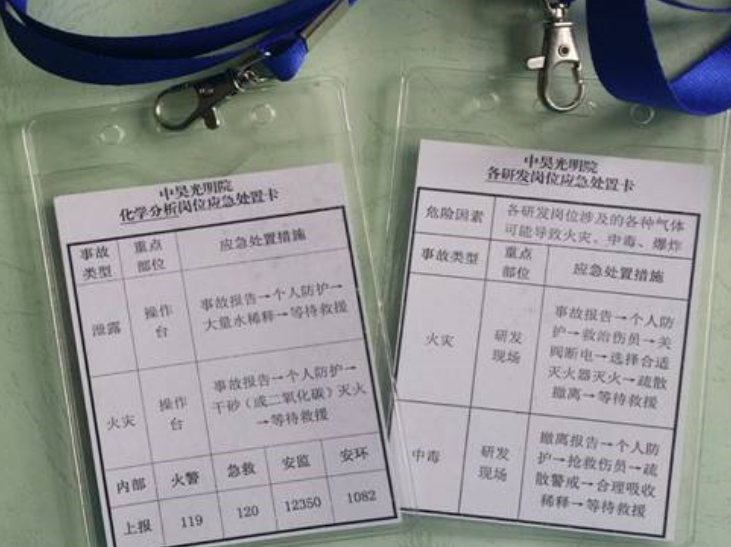 中昊光明院
化学分析岗位应急处置卡
事故类型 重点部位 应急处置措施
泄露 操作台 事故报告→个人防护→
大量水稀释→等待救援
火灾 操作台 事故报告→个人防护→
干砂（或二氧化碳）灭火
→等待救援
内部 火警 急救 安监 安环
上报 119 120 12350 1082
中昊光明院
各研发岗位应急处置卡
危险因素 各研发岗位涉及的各种气体
可能导致火灾、中毒、爆炸
事故类型 重点部位 应急处置措施
火灾 研发现场 事故报告→个人防
护→救治伤员→关
阀断电→选择合适
灭火器灭火→疏散
撤离→等待救援
中毒 研发现场 撤离报告→个人防
护→抢救伤员→疏
散警戒→合理吸收
稀释→等待救援